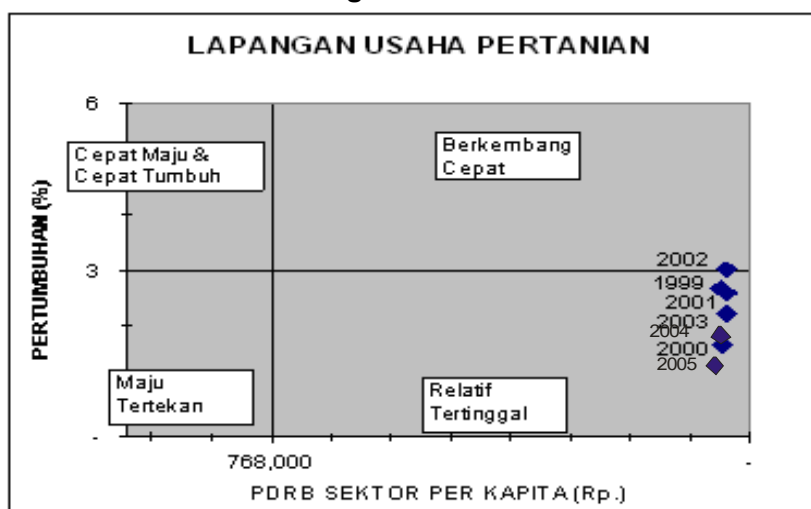 LAPANGAN USAHA PERTANIAN
6
Cepat Maju &
Cepat Tumbuh
Berkembang
Cepat
PERTUMBUHAN (%)
3
2002
1999
2001
2003
2004
2000
2005
Maju
Tertekan
Relatif
Tertinggal
-
768,000
-
PDRB SEKTOR PER KAPITA (Rp.)